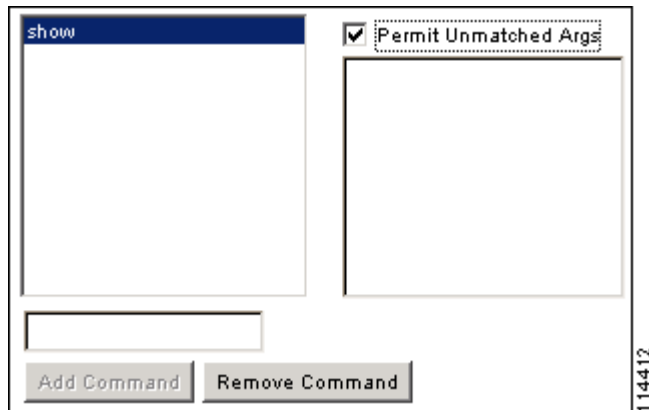 show
Permit Unmatched Args
Add Command
Remove Command
114412